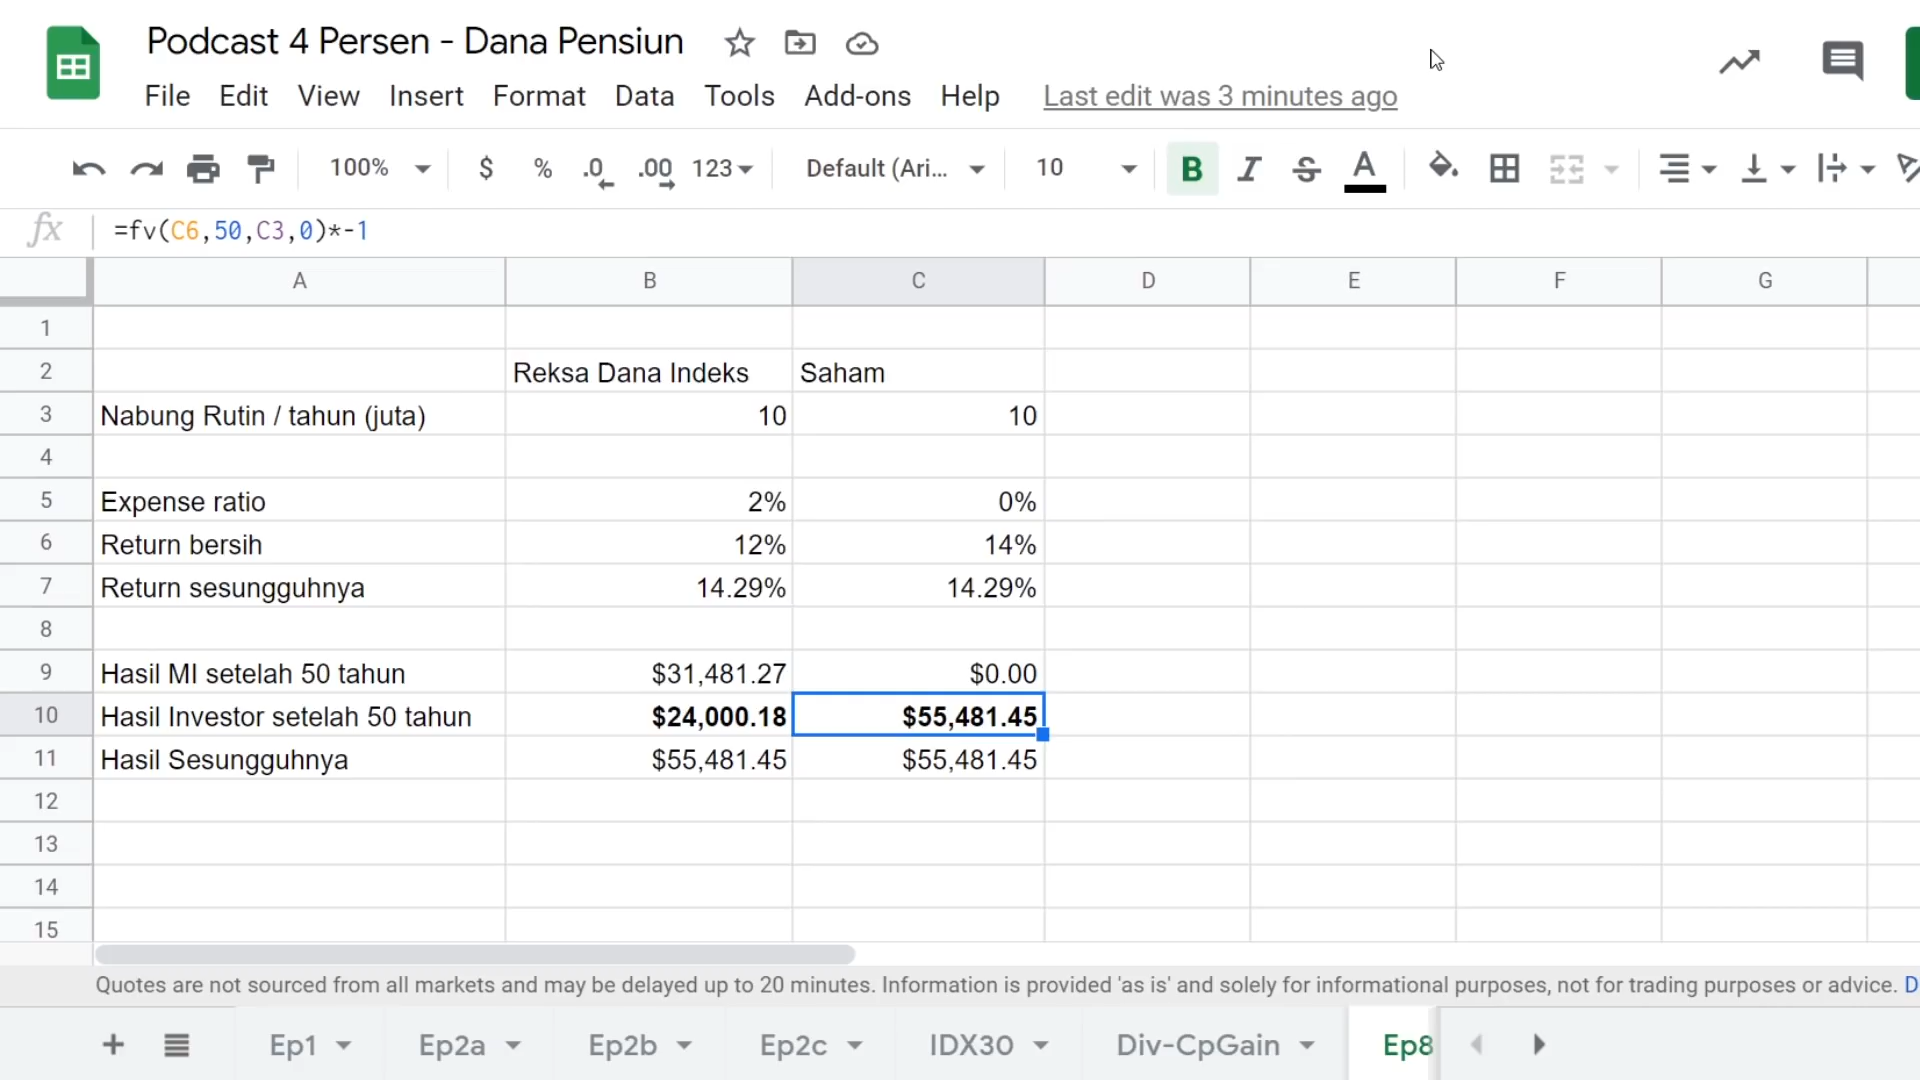 Podcast 4 Persen - Dana Pensiun
File Edit View Insert Format Data Tools Add-ons Help Last edit was 3 minutes ago
100% $ % .0 .00 123 Default (Ari... 10 B I S A
fx =fv(C6,50,C3,0)*-1
A B C D E F G
1
2 Reksa Dana Indeks Saham
3 Nabung Rutin / tahun (juta) 10 10
4
5 Expense ratio 2% 0%
6 Return bersih 12% 14%
7 Return sesungguhnya 14.29% 14.29%
8
9 Hasil MI setelah 50 tahun $31,481.27 $0.00
10 Hasil Investor setelah 50 tahun $24,000.18 $55,481.45
11 Hasil Sesungguhnya $55,481.45 $55,481.45
12
13
14
15
Quotes are not sourced from all markets and may be delayed up to 20 minutes. Information is provided 'as is' and solely for informational purposes, not for trading purposes or advice. D
+ Ep1 Ep2a Ep2b Ep2c IDX30 Div-CpGain Ep8